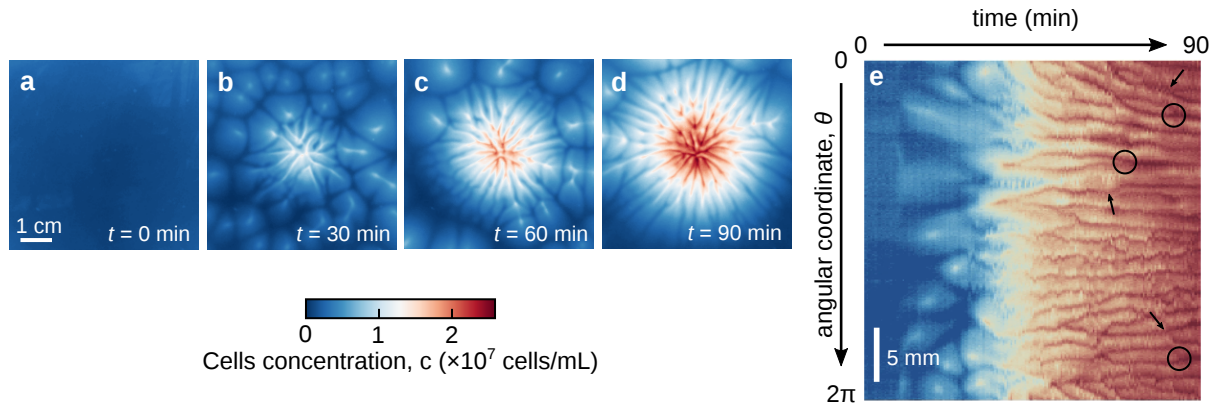 a
b
c
d
1 cm
t = 0 min
t = 30 min
t = 60 min
t = 90 min
0
1
2
Cells concentration, c (×10⁷ cells/mL)
time (min)
0
90
0
e
angular coordinate, θ
5 mm
2π